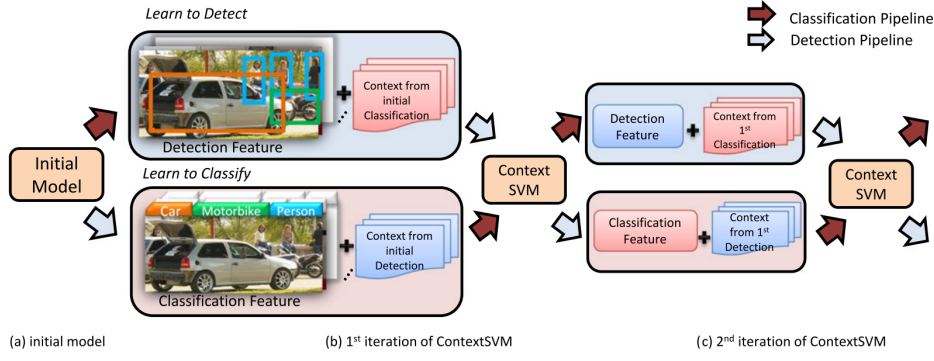 Learn to Detect
Classification Pipeline
Detection Pipeline
Context from
initial
Classification
Detection Feature
Initial
Model
Learn to Classify
Car
Motorbike
Person
Context from
initial
Detection
Classification Feature
Context
SVM
Detection
Feature
Context from
1st
Classification
Classification
Feature
Context
from 1st
Detection
Context
SVM
(a) initial model
(b) 1st iteration of ContextSVM
(c) 2nd iteration of ContextSVM